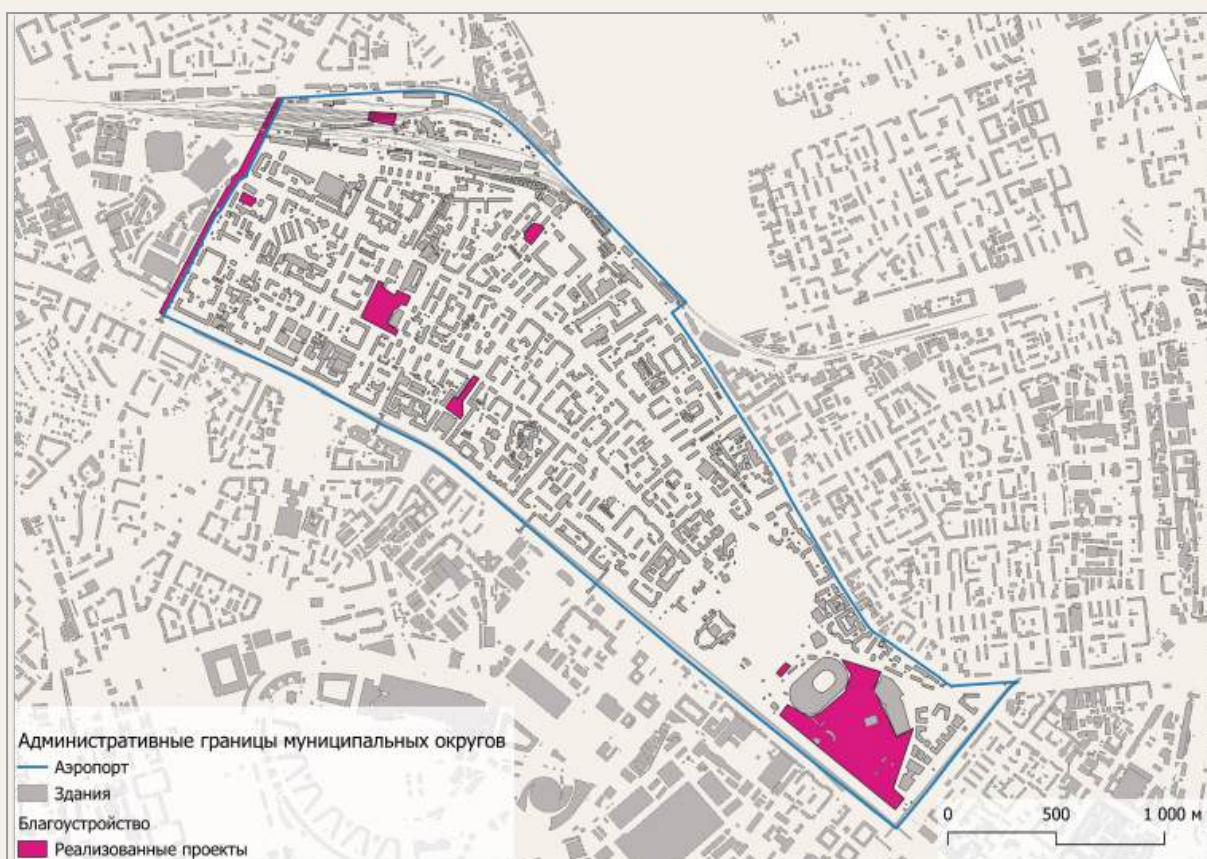 Административные границы муниципальных округов
Аэропорт
Здания
Благоустройство
Реализованные проекты
0 500 1 000 м